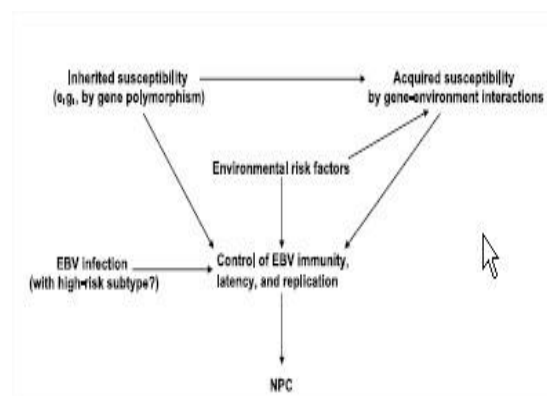 Inherited susceptibility
(e.g., by gene polymorphism)
Acquired susceptibility
by gene-environment interactions
Environmental risk factors
EBV infection
(with high-risk subtype?)
Control of EBV immunity,
latency, and replication
NPC